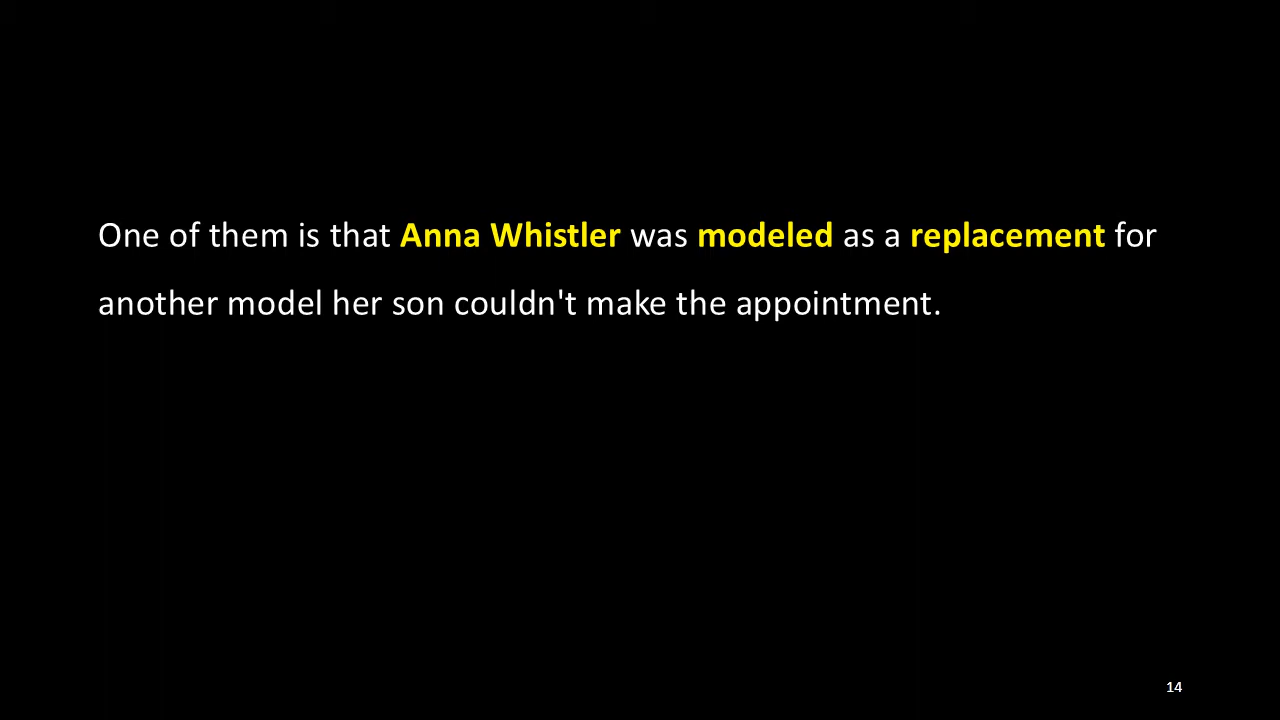 One of them is that Anna Whistler was modeled as a replacement for
another model her son couldn't make the appointment.
14